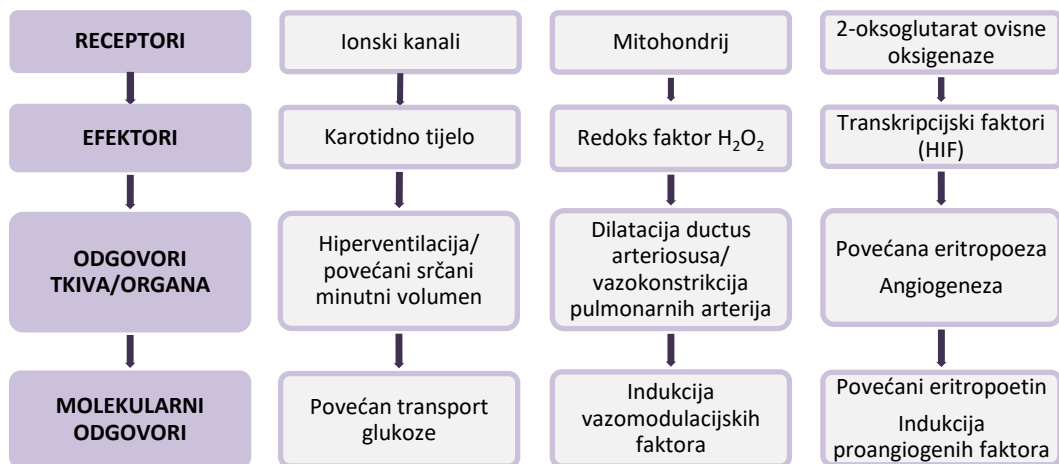 RECEPTORI
Ionski kanali
Mitohondrij
2-oksoglutarat ovisne
oksigenaze
EFEKTORI
Karotidno tijelo
Redoks faktor H₂O₂
Transkripcijski faktori
(HIF)
ODGOVORI
TKIVA/ORGANA
Hiperventilacija/
povećani srčani
minutni volumen
Dilatacija ductus
arteriosusa/
vazokonstrikcija
pulmonarnih arterija
Povećana eritropoeza
Angiogeneza
MOLEKULARNI
ODGOVORI
Povećan transport
glukoze
Indukcija
vazomodulacijskih
faktora
Povećani eritropoetin
Indukcija
proangiogenih faktora